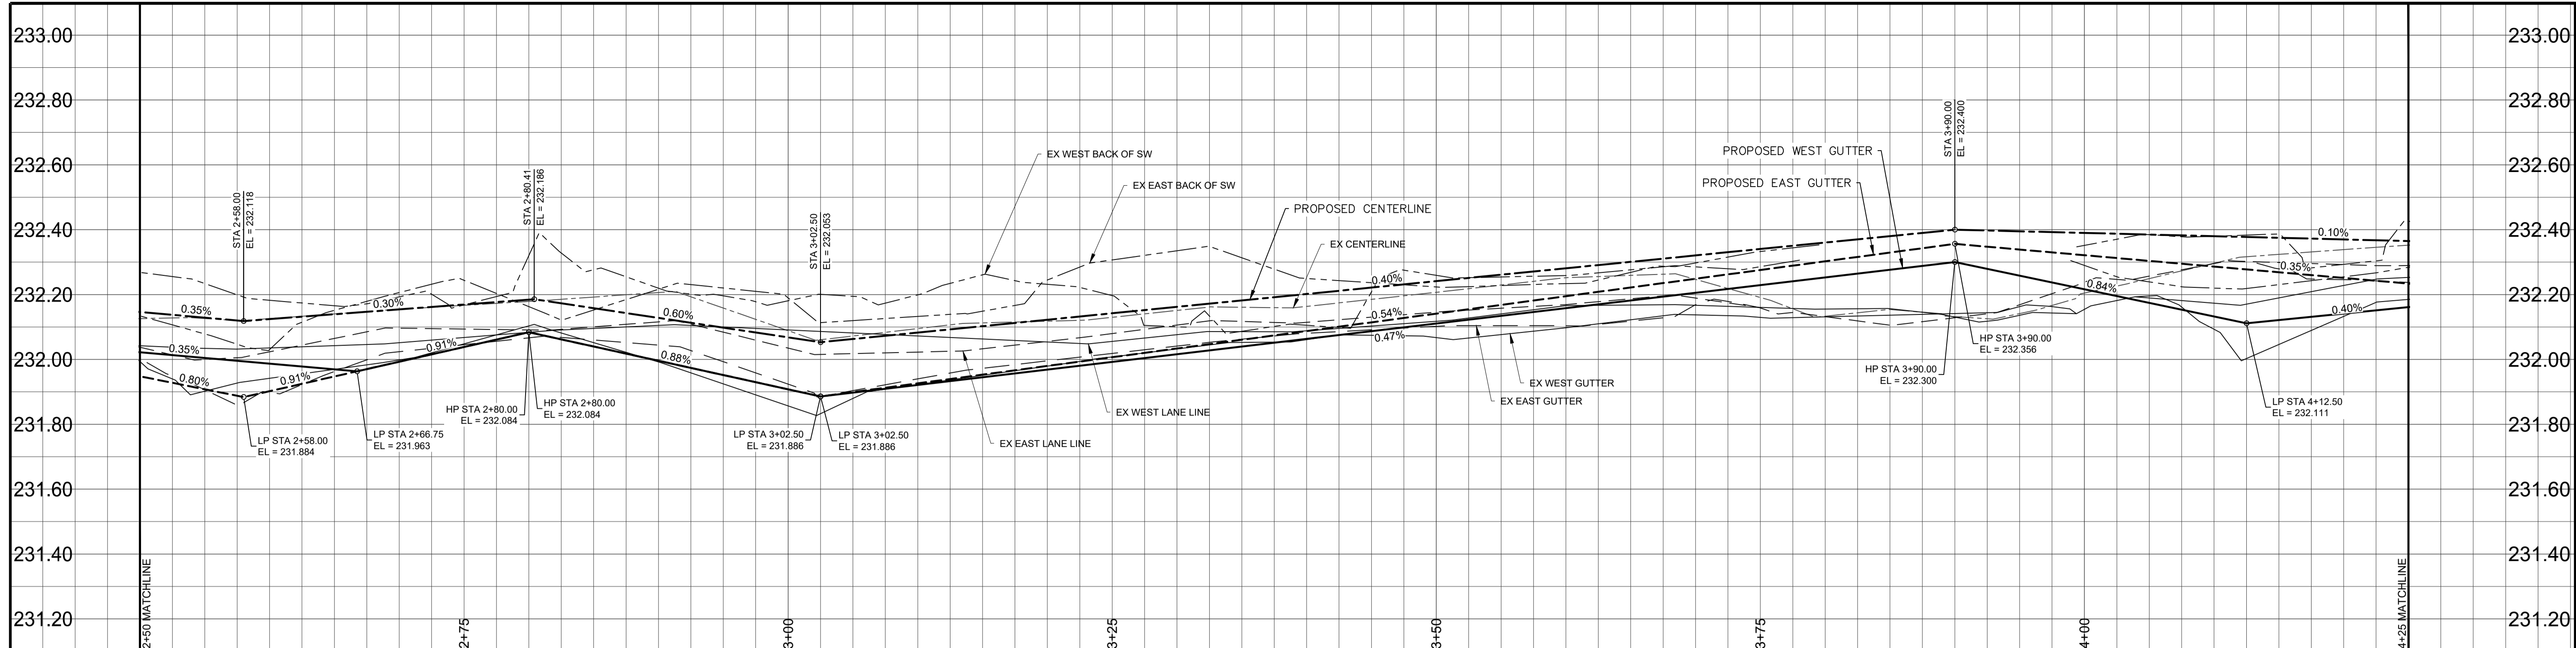 233.00
233.00
232.80
232.80
232.60
232.60
232.40
232.40
232.20
232.20
232.00
232.00
231.80
231.80
231.60
231.60
231.40
231.40
231.20
231.20
STA 2+58.00
EL = 232.118
STA 2+80.41
EL = 232.186
STA 3+02.50
EL = 232.053
STA 3+90.00
EL = 232.400
EX WEST BACK OF SW
EX EAST BACK OF SW
PROPOSED CENTERLINE
EX CENTERLINE
PROPOSED WEST GUTTER
PROPOSED EAST GUTTER
0.35%
0.30%
0.60%
0.40%
0.10%
0.35%
0.91%
0.88%
0.54%
0.47%
0.84%
0.35%
0.40%
0.80%
0.91%
LP STA 2+58.00
EL = 231.884
LP STA 2+66.75
EL = 231.963
HP STA 2+80.00
EL = 232.084
HP STA 2+80.00
EL = 232.084
LP STA 3+02.50
EL = 231.886
LP STA 3+02.50
EL = 231.886
EX EAST LANE LINE
EX WEST LANE LINE
EX EAST GUTTER
EX WEST GUTTER
HP STA 3+90.00
EL = 232.300
HP STA 3+90.00
EL = 232.356
LP STA 4+12.50
EL = 232.111
2+50 MATCHLINE
2+75
3+00
3+25
3+50
3+75
4+00
4+25 MATCHLINE